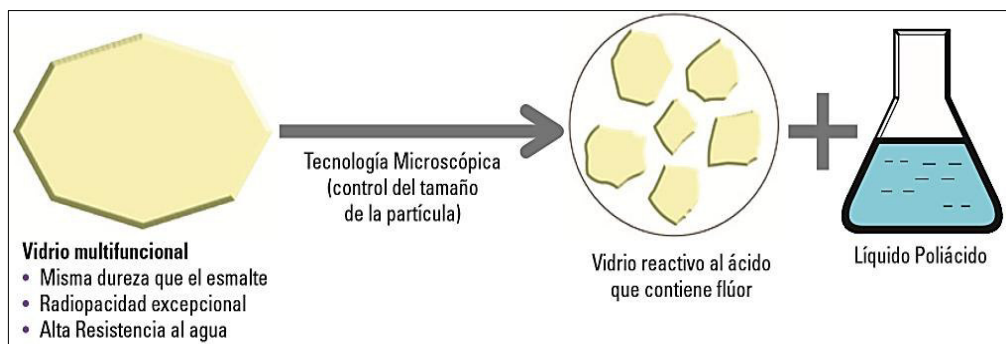 Tecnología Microscópica
(control del tamaño
de la partícula)
Vidrio multifuncional
• Misma dureza que el esmalte
• Radiopacidad excepcional
• Alta Resistencia al agua
Vidrio reactivo al ácido
que contiene flúor
Líquido Poliácido